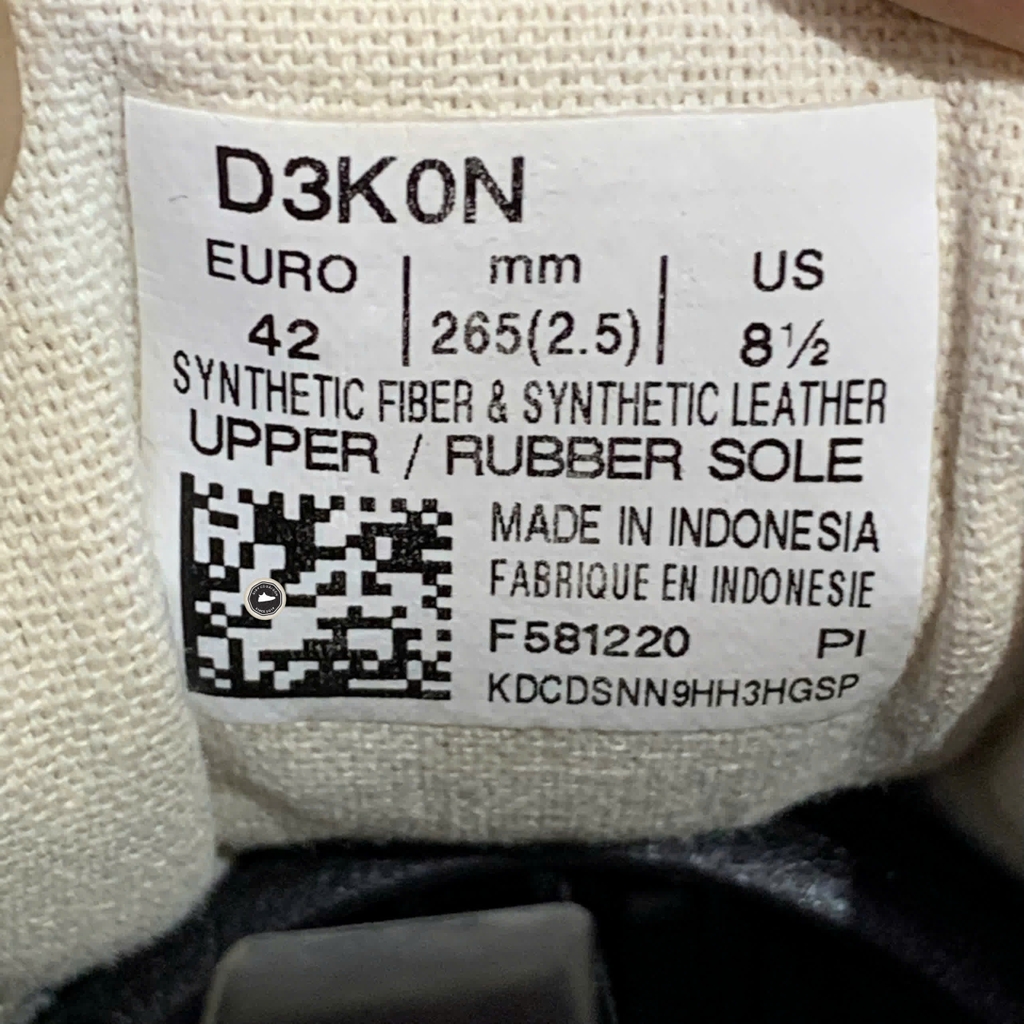 D3K0N
EURO | mm | US
42 | 265(2.5) | 8½
SYNTHETIC FIBER & SYNTHETIC LEATHER
UPPER / RUBBER SOLE
MADE IN INDONESIA
FABRIQUE EN INDONESIE
F581220 PI
KDCDSNN9HH3HGSP